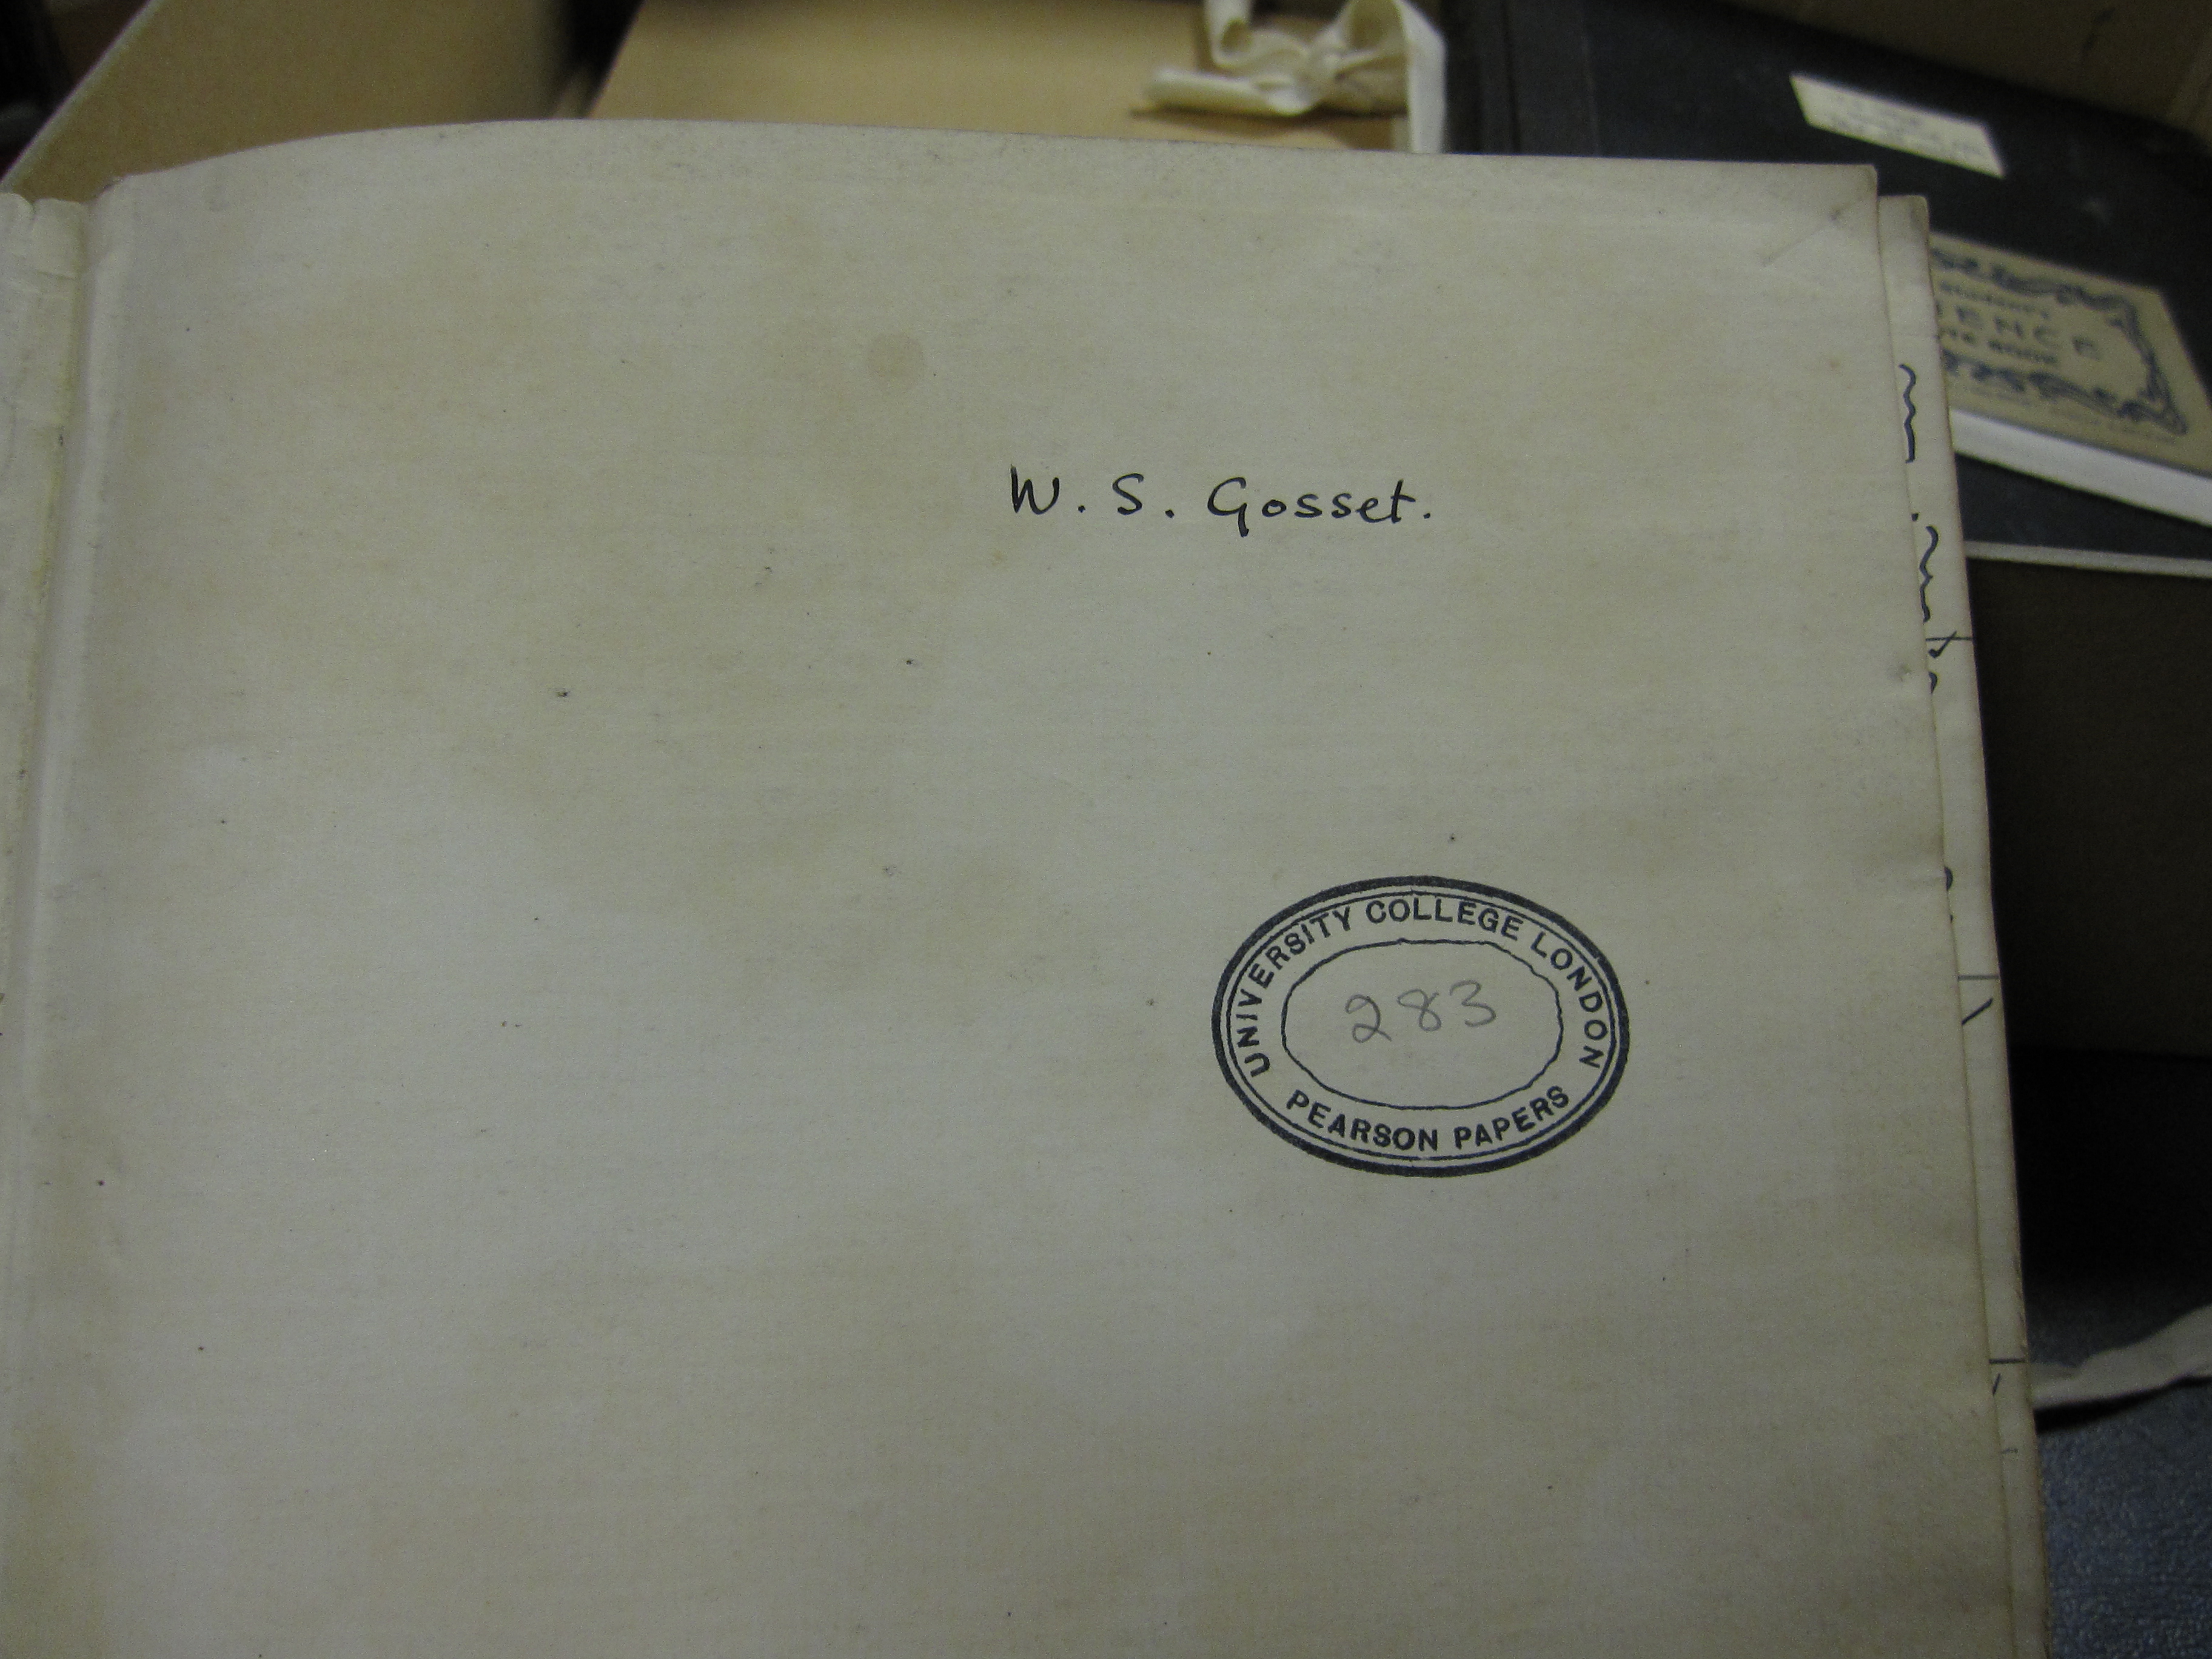 W. S. Gosset.
UNIVERSITY COLLEGE LONDON
283
PEARSON PAPERS